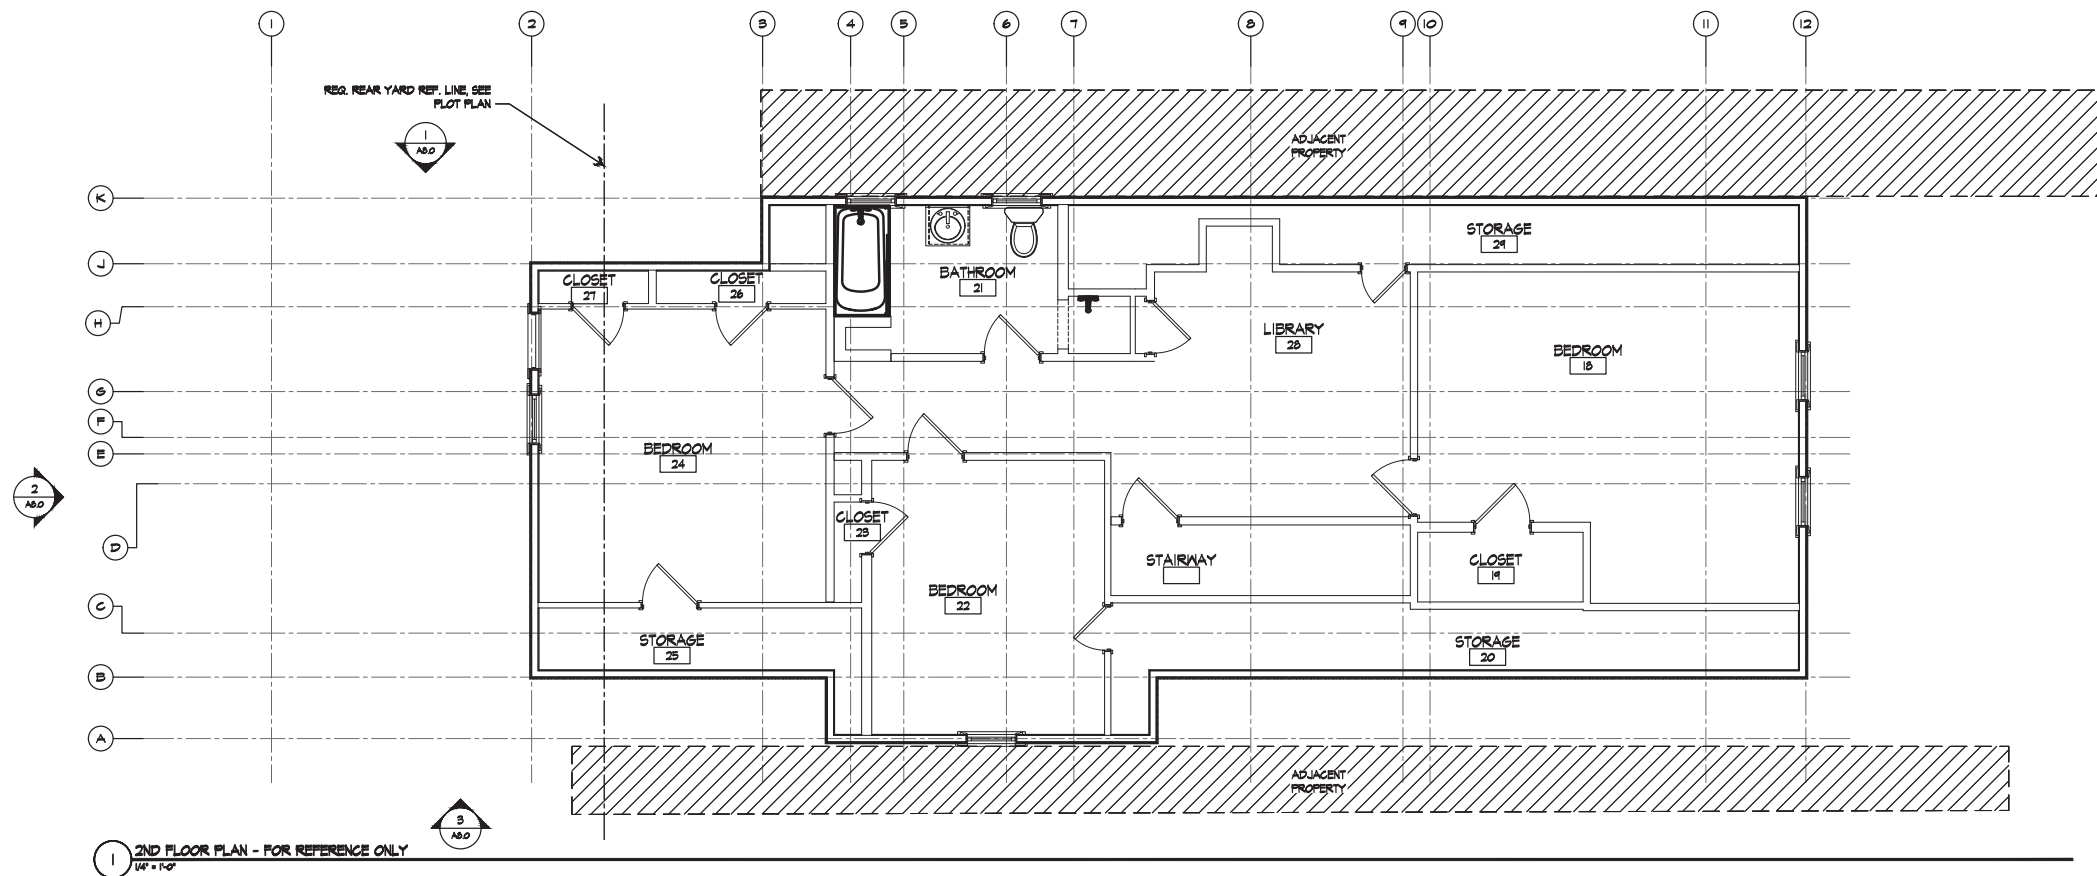 1 2 3 4 5 6 7 8 9 10 11 12
REQ. REAR YARD REF. LINE, SEE
PLOT PLAN
1
A3.0
ADJACENT
PROPERTY
K
J
H
G
F
E
D
C
B
A
2
A3.0
STORAGE
29
CLOSET
27
CLOSET
26
BATHROOM
21
LIBRARY
28
BEDROOM
18
BEDROOM
24
CLOSET
23
STAIRWAY
CLOSET
19
BEDROOM
22
STORAGE
25
STORAGE
20
ADJACENT
PROPERTY
3
A3.0
1
2ND FLOOR PLAN - FOR REFERENCE ONLY
1/4" = 1'-0"